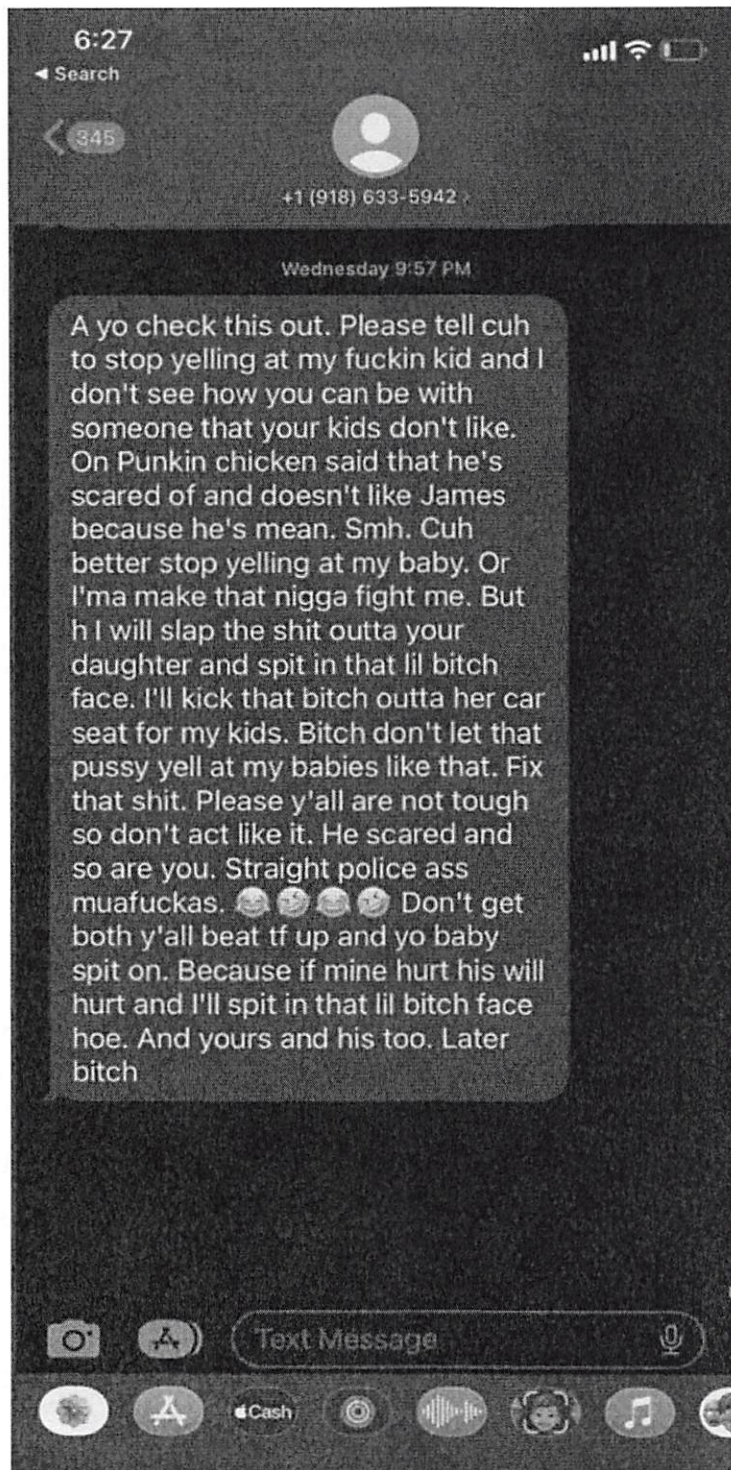 6:27
◄ Search
345
+1 (918) 633-5942 >
Wednesday 9:57 PM
A yo check this out. Please tell cuh
to stop yelling at my fuckin kid and I
don't see how you can be with
someone that your kids don't like.
On Punkin chicken said that he's
scared of and doesn't like James
because he's mean. Smh. Cuh
better stop yelling at my baby. Or
I'ma make that nigga fight me. But
h I will slap the shit outta your
daughter and spit in that lil bitch
face. I'll kick that bitch outta her car
seat for my kids. Bitch don't let that
pussy yell at my babies like that. Fix
that shit. Please y'all are not tough
so don't act like it. He scared and
so are you. Straight police ass
muafuckas. 😂🤣😂🤣 Don't get
both y'all beat tf up and yo baby
spit on. Because if mine hurt his will
hurt and I'll spit in that lil bitch face
hoe. And yours and his too. Later
bitch
Text Message
Cash